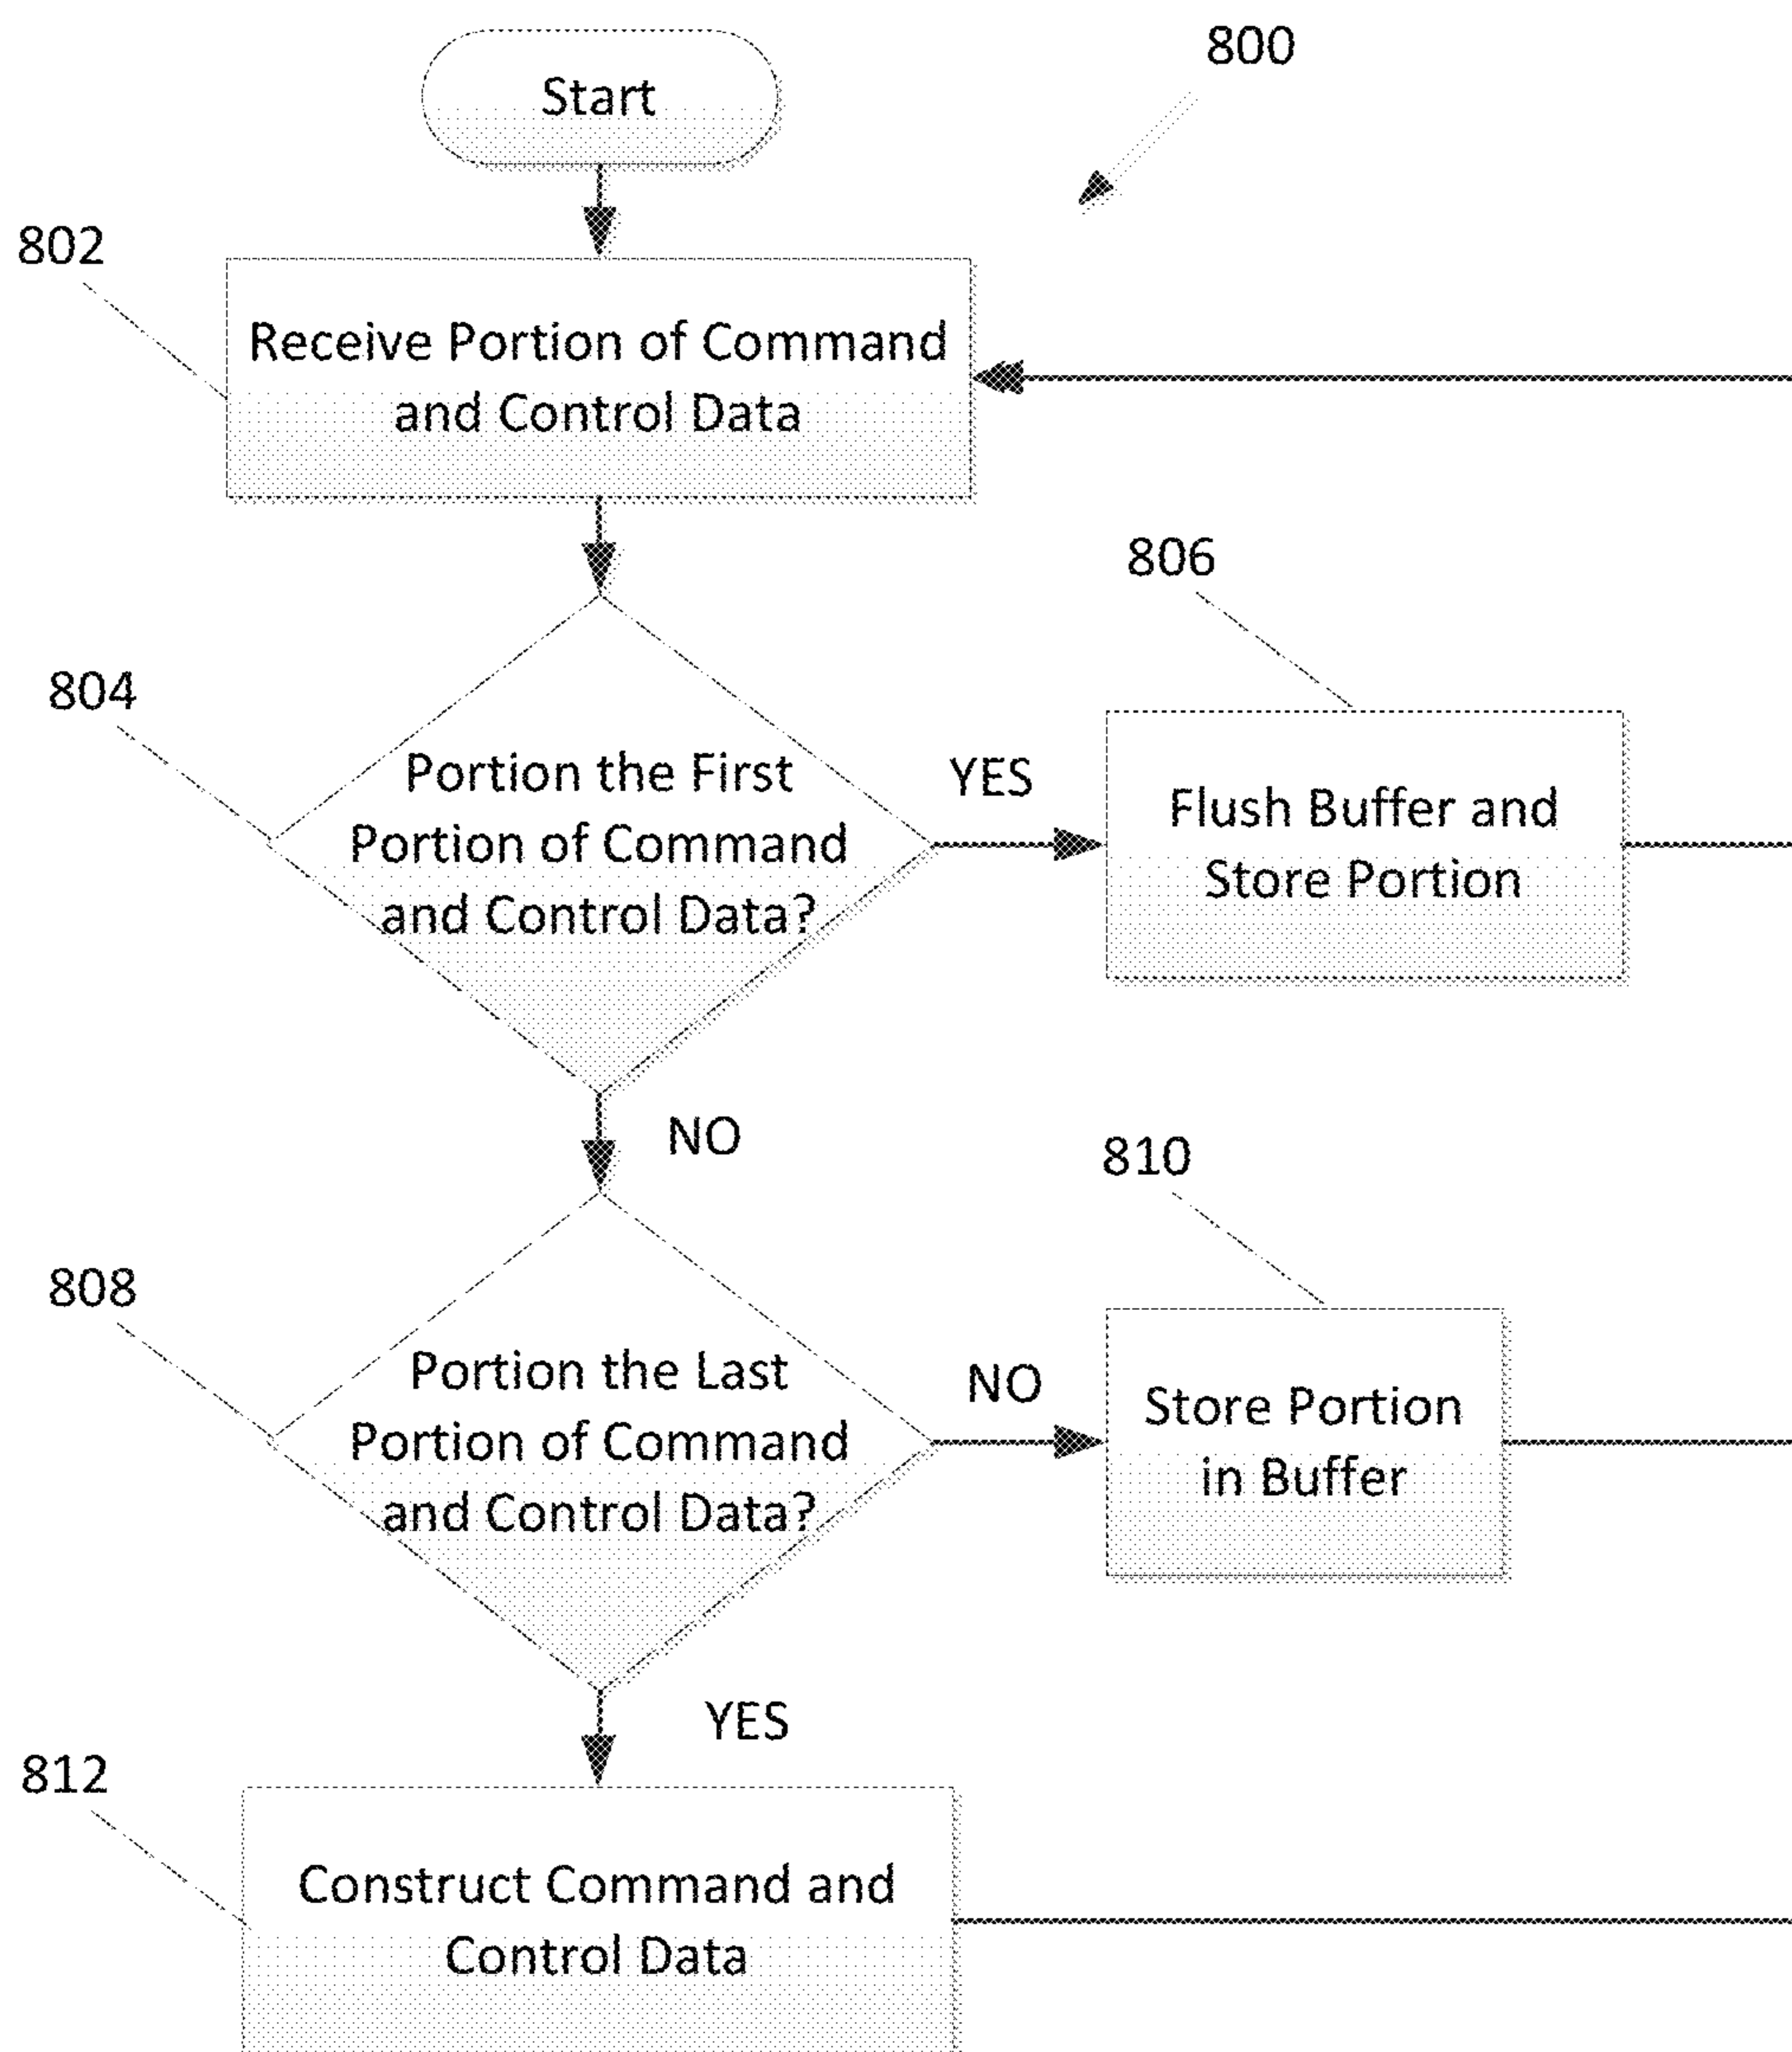 Start
800
802
Receive Portion of Command
and Control Data
806
804
Portion the First
Portion of Command
and Control Data?
YES
Flush Buffer and
Store Portion
NO
810
808
Portion the Last
Portion of Command
and Control Data?
NO
Store Portion
in Buffer
YES
812
Construct Command and
Control Data